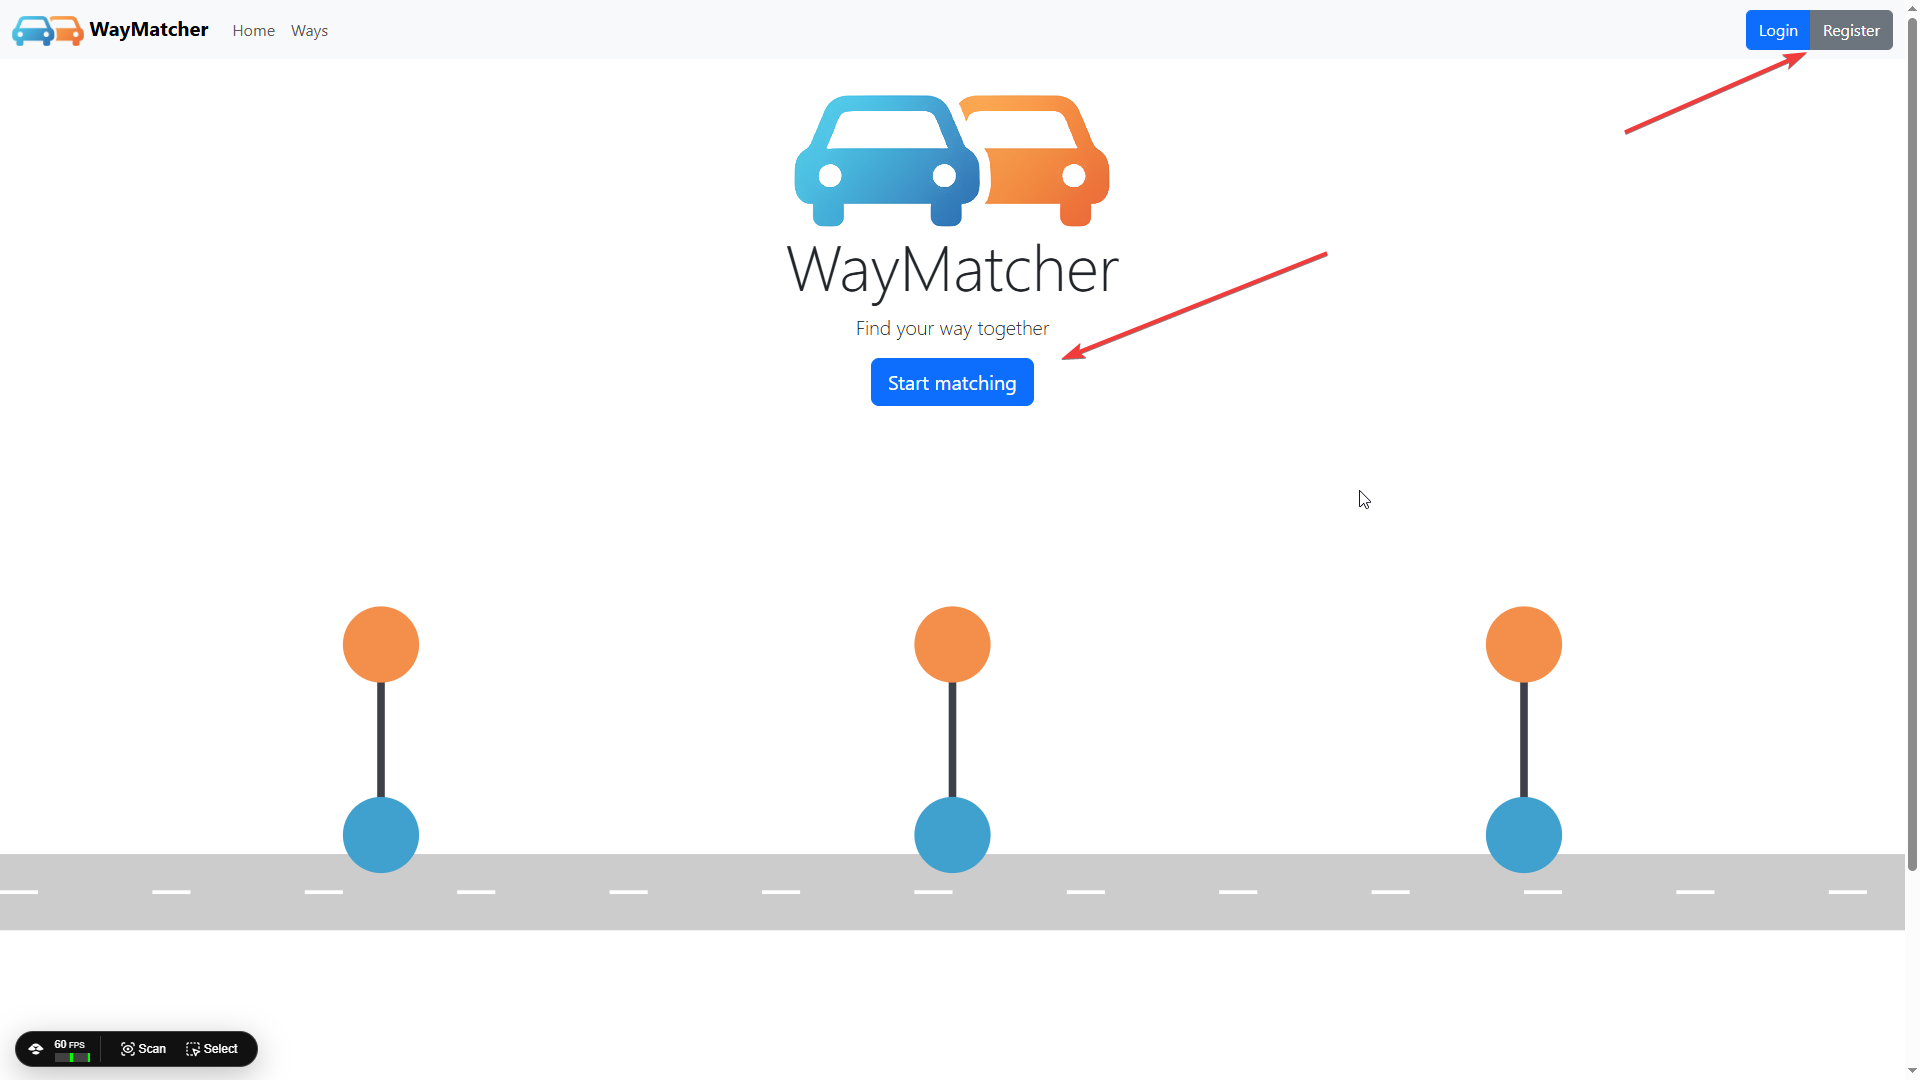 WayMatcher Home Ways Login Register
WayMatcher
Find your way together
Start matching
60 FPS Scan Select